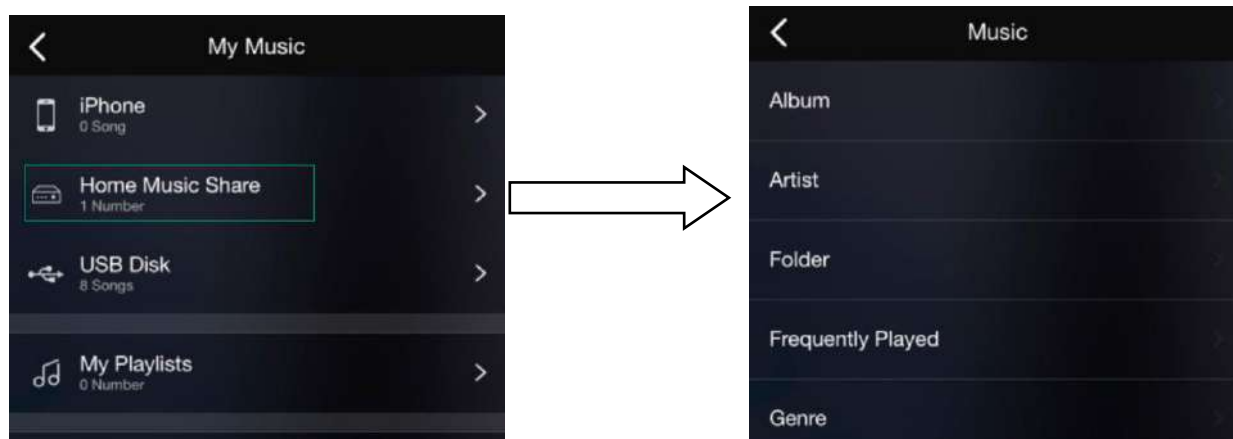 My Music
iPhone
0 Song
Home Music Share
1 Number
USB Disk
8 Songs
My Playlists
0 Number
Music
Album
Artist
Folder
Frequently Played
Genre